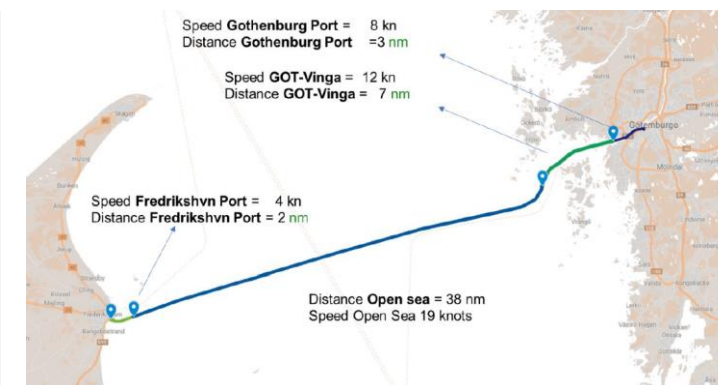 Speed Gothenburg Port = 8 kn
Distance Gothenburg Port =3 nm
Speed GOT-Vinga = 12 kn
Distance GOT-Vinga = 7 nm
Götemburgo
Speed Fredrikshvn Port = 4 kn
Distance Fredrikshvn Port = 2 nm
Distance Open sea = 38 nm
Speed Open Sea 19 knots